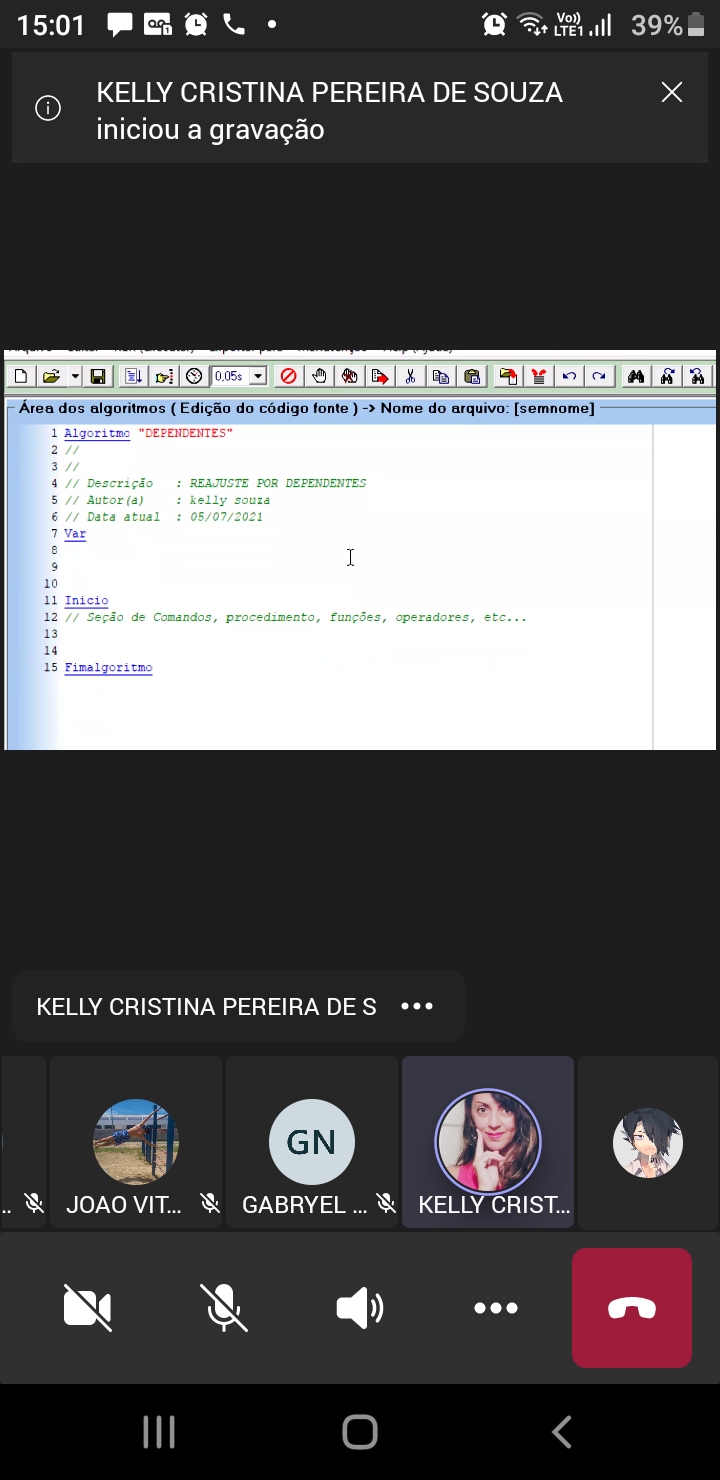 15:01
Vo))
LTE1
39%
KELLY CRISTINA PEREIRA DE SOUZA
iniciou a gravação
0,05s
Área dos algoritmos ( Edição do código fonte ) -> Nome do arquivo: [semnome]
1 Algoritmo "DEPENDENTES"
2 //
3 //
4 // Descrição : REAJUSTE POR DEPENDENTES
5 // Autor(a) : kelly souza
6 // Data atual : 05/07/2021
7 Var
8
9
10
11 Inicio
12 // Seção de Comandos, procedimento, funções, operadores, etc...
13
14
15 Fimalgoritmo
KELLY CRISTINA PEREIRA DE S
..
JOAO VIT...
GN
GABRYEL ...
KELLY CRIST...